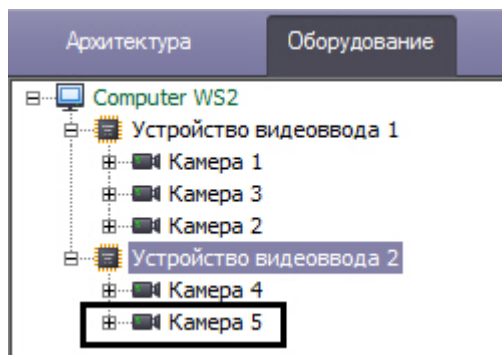 Архитектура Оборудование
Computer WS2
Устройство видеоввода 1
Камера 1
Камера 3
Камера 2
Устройство видеоввода 2
Камера 4
Камера 5